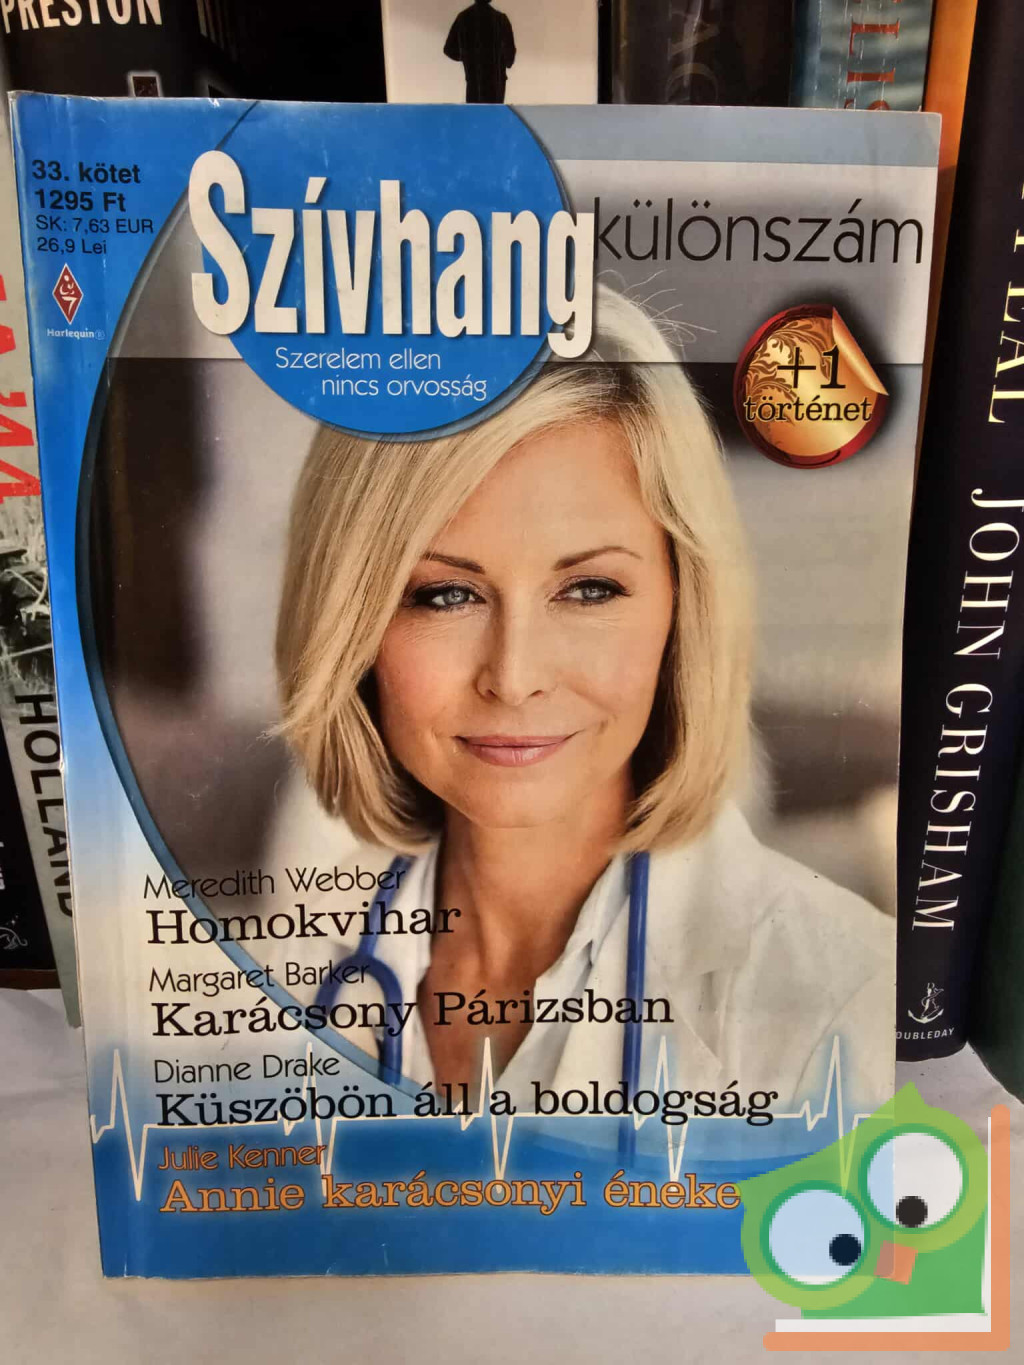 PRESTON
33. kötet
1295 Ft
SK: 7,63 EUR
26,9 Lei
Harlequin®
Szívhang
különszám
Szerelem ellen
nincs orvosság
+1
történet
Meredith Webber
Homokvihar
Margaret Barker
Karácsony Párizsban
Dianne Drake
Küszöbön áll a boldogság
Julie Kenner
Annie karácsonyi éneke
HOLLAND
JOHN GRISHAM